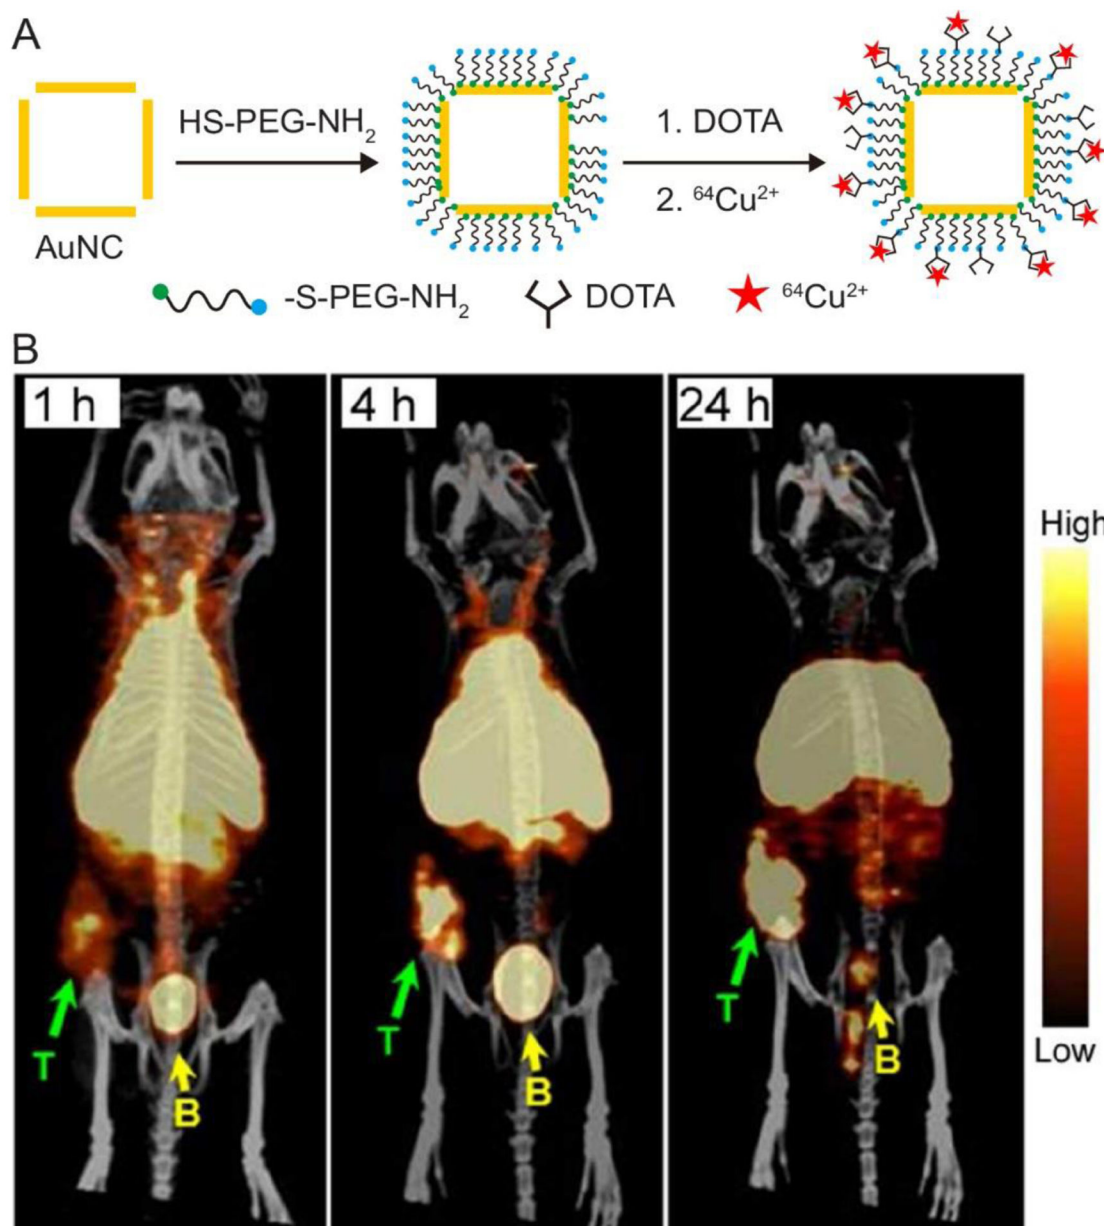 A
HS-PEG-NH2
1. DOTA
2. 64Cu2+
AuNC
-S-PEG-NH2
DOTA
64Cu2+
B
1 h
4 h
24 h
High
T
B
T
B
T
B
Low